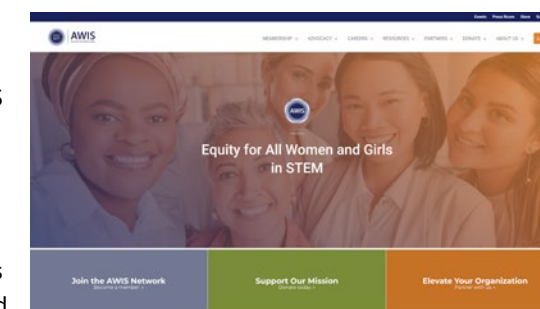 Events Press Room Store
AWIS
MEMBERSHIP ADVOCACY CAREERS RESOURCES PARTNERS DONATE ABOUT US
AWIS
Equity for All Women and Girls
in STEM
Join the AWIS Network
Become a member
Support Our Mission
Donate today
Elevate Your Organization
Partner with us
s
s
d